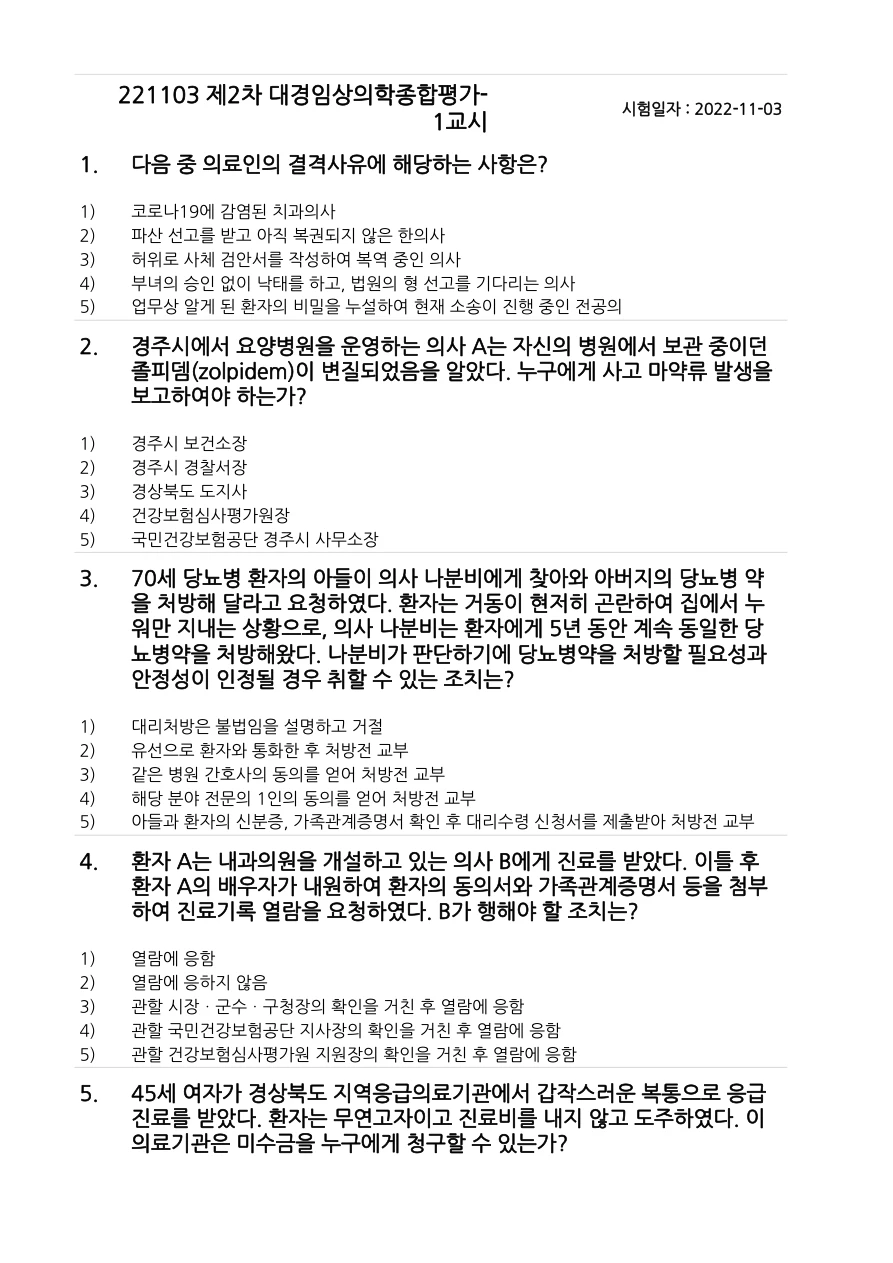 221103 제2차 대경임상의학종합평가-
1교시
시험일자 : 2022-11-03
1. 다음 중 의료인의 결격사유에 해당하는 사항은?
1) 코로나19에 감염된 치과의사
2) 파산 선고를 받고 아직 복권되지 않은 한의사
3) 허위로 사체 검안서를 작성하여 복역 중인 의사
4) 부녀의 승인 없이 낙태를 하고, 법원의 형 선고를 기다리는 의사
5) 업무상 알게 된 환자의 비밀을 누설하여 현재 소송이 진행 중인 전공의
2. 경주시에서 요양병원을 운영하는 의사 A는 자신의 병원에서 보관 중이던
졸피뎀(zolpidem)이 변질되었음을 알았다. 누구에게 사고 마약류 발생을
보고하여야 하는가?
1) 경주시 보건소장
2) 경주시 경찰서장
3) 경상북도 도지사
4) 건강보험심사평가원장
5) 국민건강보험공단 경주시 사무소장
3. 70세 당뇨병 환자의 아들이 의사 나분비에게 찾아와 아버지의 당뇨병 약
을 처방해 달라고 요청하였다. 환자는 거동이 현저히 곤란하여 집에서 누
워만 지내는 상황으로, 의사 나분비는 환자에게 5년 동안 계속 동일한 당
뇨병약을 처방해왔다. 나분비가 판단하기에 당뇨병약을 처방할 필요성과
안정성이 인정될 경우 취할 수 있는 조치는?
1) 대리처방은 불법임을 설명하고 거절
2) 유선으로 환자와 통화한 후 처방전 교부
3) 같은 병원 간호사의 동의를 얻어 처방전 교부
4) 해당 분야 전문의 1인의 동의를 얻어 처방전 교부
5) 아들과 환자의 신분증, 가족관계증명서 확인 후 대리수령 신청서를 제출받아 처방전 교부
4. 환자 A는 내과의원을 개설하고 있는 의사 B에게 진료를 받았다. 이틀 후
환자 A의 배우자가 내원하여 환자의 동의서와 가족관계증명서 등을 첨부
하여 진료기록 열람을 요청하였다. B가 행해야 할 조치는?
1) 열람에 응함
2) 열람에 응하지 않음
3) 관할 시장 · 군수 · 구청장의 확인을 거친 후 열람에 응함
4) 관할 국민건강보험공단 지사장의 확인을 거친 후 열람에 응함
5) 관할 건강보험심사평가원 지원장의 확인을 거친 후 열람에 응함
5. 45세 여자가 경상북도 지역응급의료기관에서 갑작스러운 복통으로 응급
진료를 받았다. 환자는 무연고자이고 진료비를 내지 않고 도주하였다. 이
의료기관은 미수금을 누구에게 청구할 수 있는가?